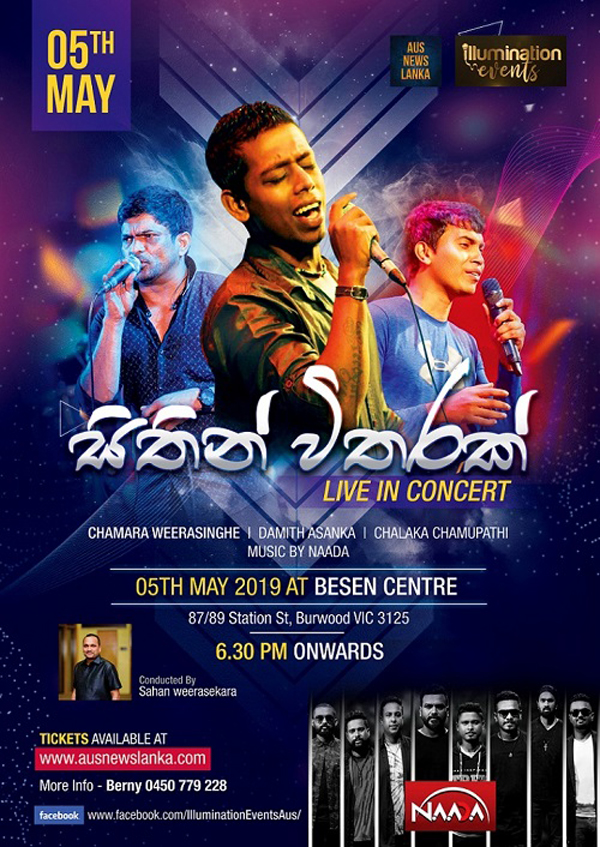 05TH
MAY
AUS
NEWS
LANKA
illumination
events
සිතින් විතරක්
LIVE IN CONCERT
CHAMARA WEERASINGHE | DAMITH ASANKA | CHALAKA CHAMUPATHI
MUSIC BY NAADA
05TH MAY 2019 AT BESEN CENTRE
87/89 Station St, Burwood VIC 3125
6.30 PM ONWARDS
Conducted By
Sahan weerasekara
TICKETS AVAILABLE AT
www.ausnewslanka.com
More Info - Berny 0450 779 228
facebook www.facebook.com/IlluminationEventsAus/
NAADA